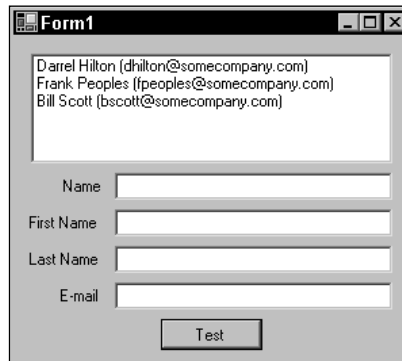 Form1
Darrel Hilton (dhilton@somecompany.com)
Frank Peoples (fpeoples@somecompany.com)
Bill Scott (bscott@somecompany.com)
Name
First Name
Last Name
E-mail
Test